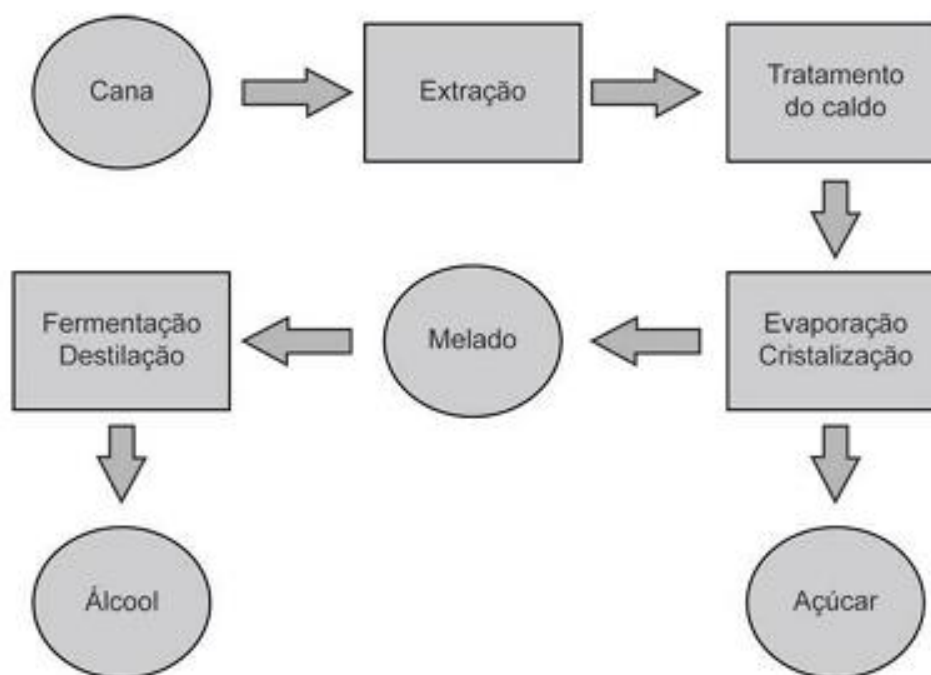 Cana
Extração
Tratamento
do caldo
Evaporação
Cristalização
Melado
Fermentação
Destilação
Álcool
Açúcar